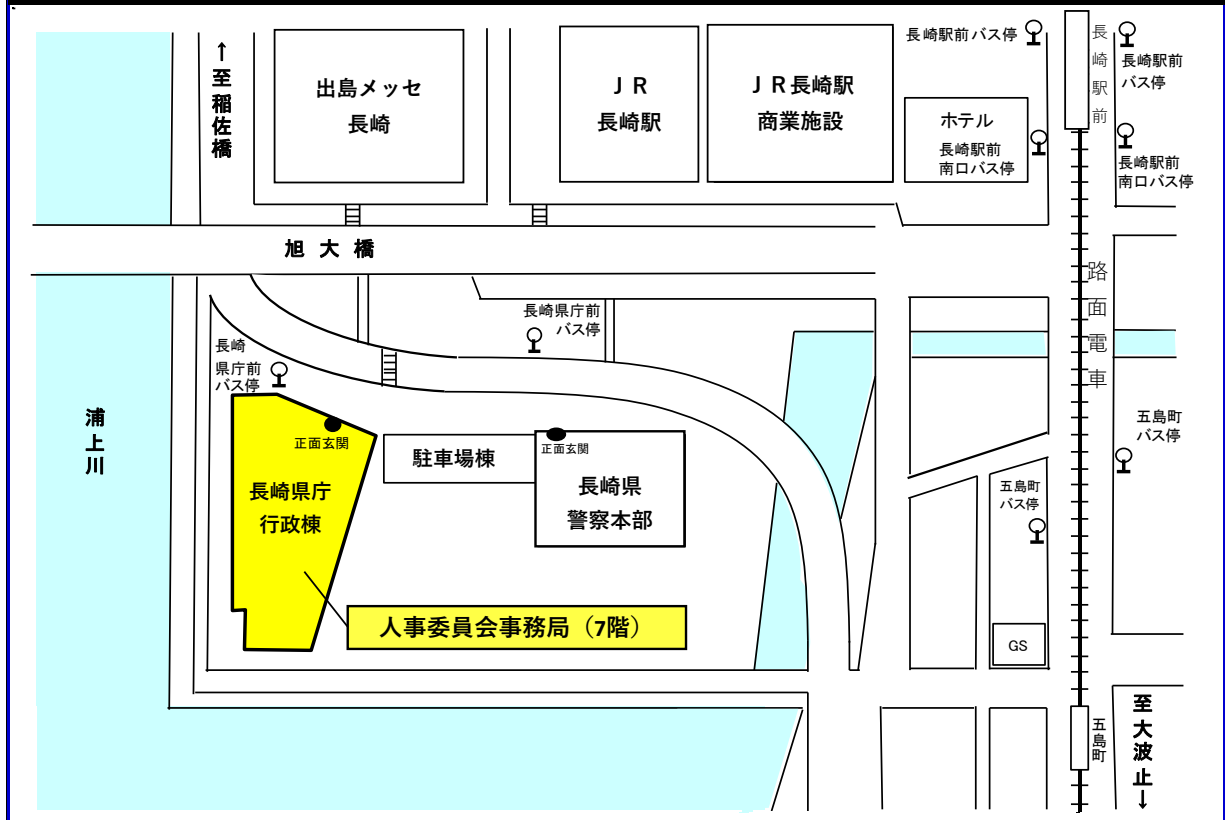 ↑至稲佐橋
出島メッセ
長崎
ＪＲ
長崎駅
ＪＲ長崎駅
商業施設
長崎駅前バス停
ホテル
長崎駅前
南口バス停
長崎駅前
長崎駅前
バス停
長崎駅前
南口バス停
旭大橋
路面電車
長崎県庁前
バス停
長崎
県庁前
バス停
浦上川
正面玄関
長崎県庁
行政棟
駐車場棟
正面玄関
長崎県
警察本部
五島町
バス停
五島町
バス停
人事委員会事務局（7階）
GS
五島町
至大波止↓